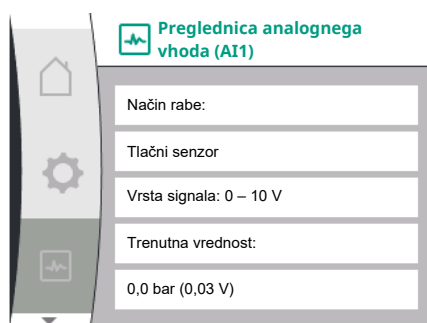 Preglednica analognega
vhoda (AI1)
Način rabe:
Tlačni senzor
Vrsta signala: 0 – 10 V
Trenutna vrednost:
0,0 bar (0,03 V)